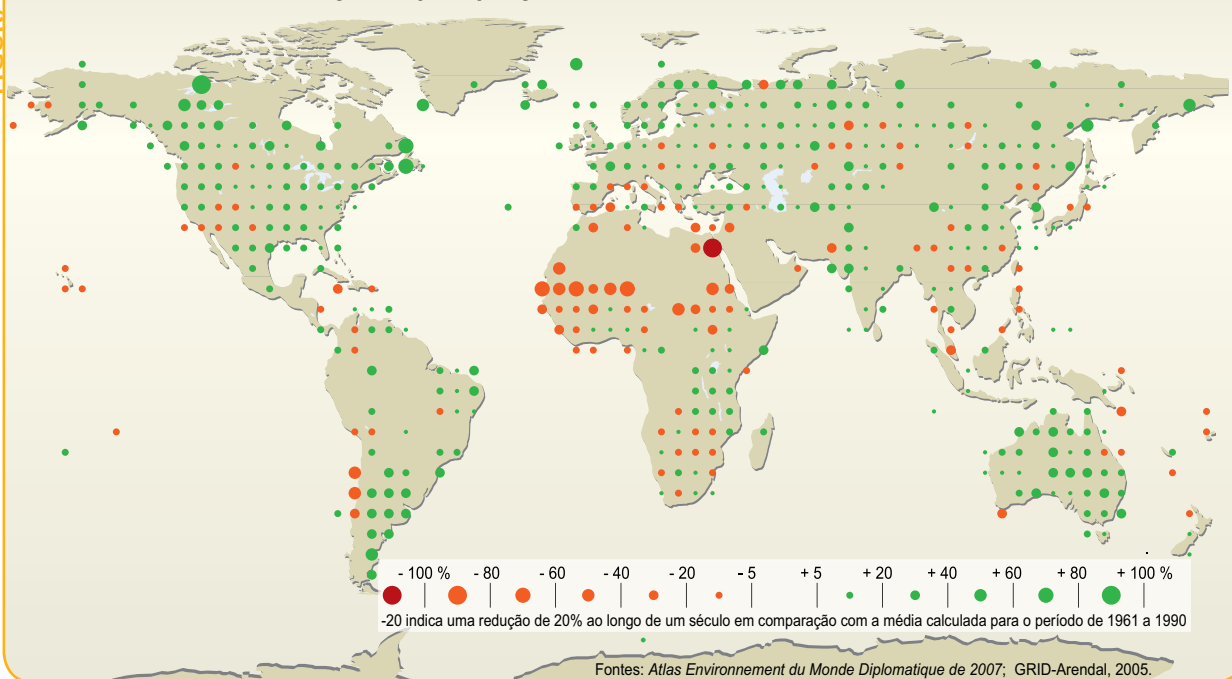 - 100 % - 80 - 60 - 40 - 20 - 5 + 5 + 20 + 40 + 60 + 80 + 100 %
-20 indica uma redução de 20% ao longo de um século em comparação com a média calculada para o período de 1961 a 1990
Fontes: Atlas Environnement du Monde Diplomatique de 2007; GRID-Arendal, 2005.